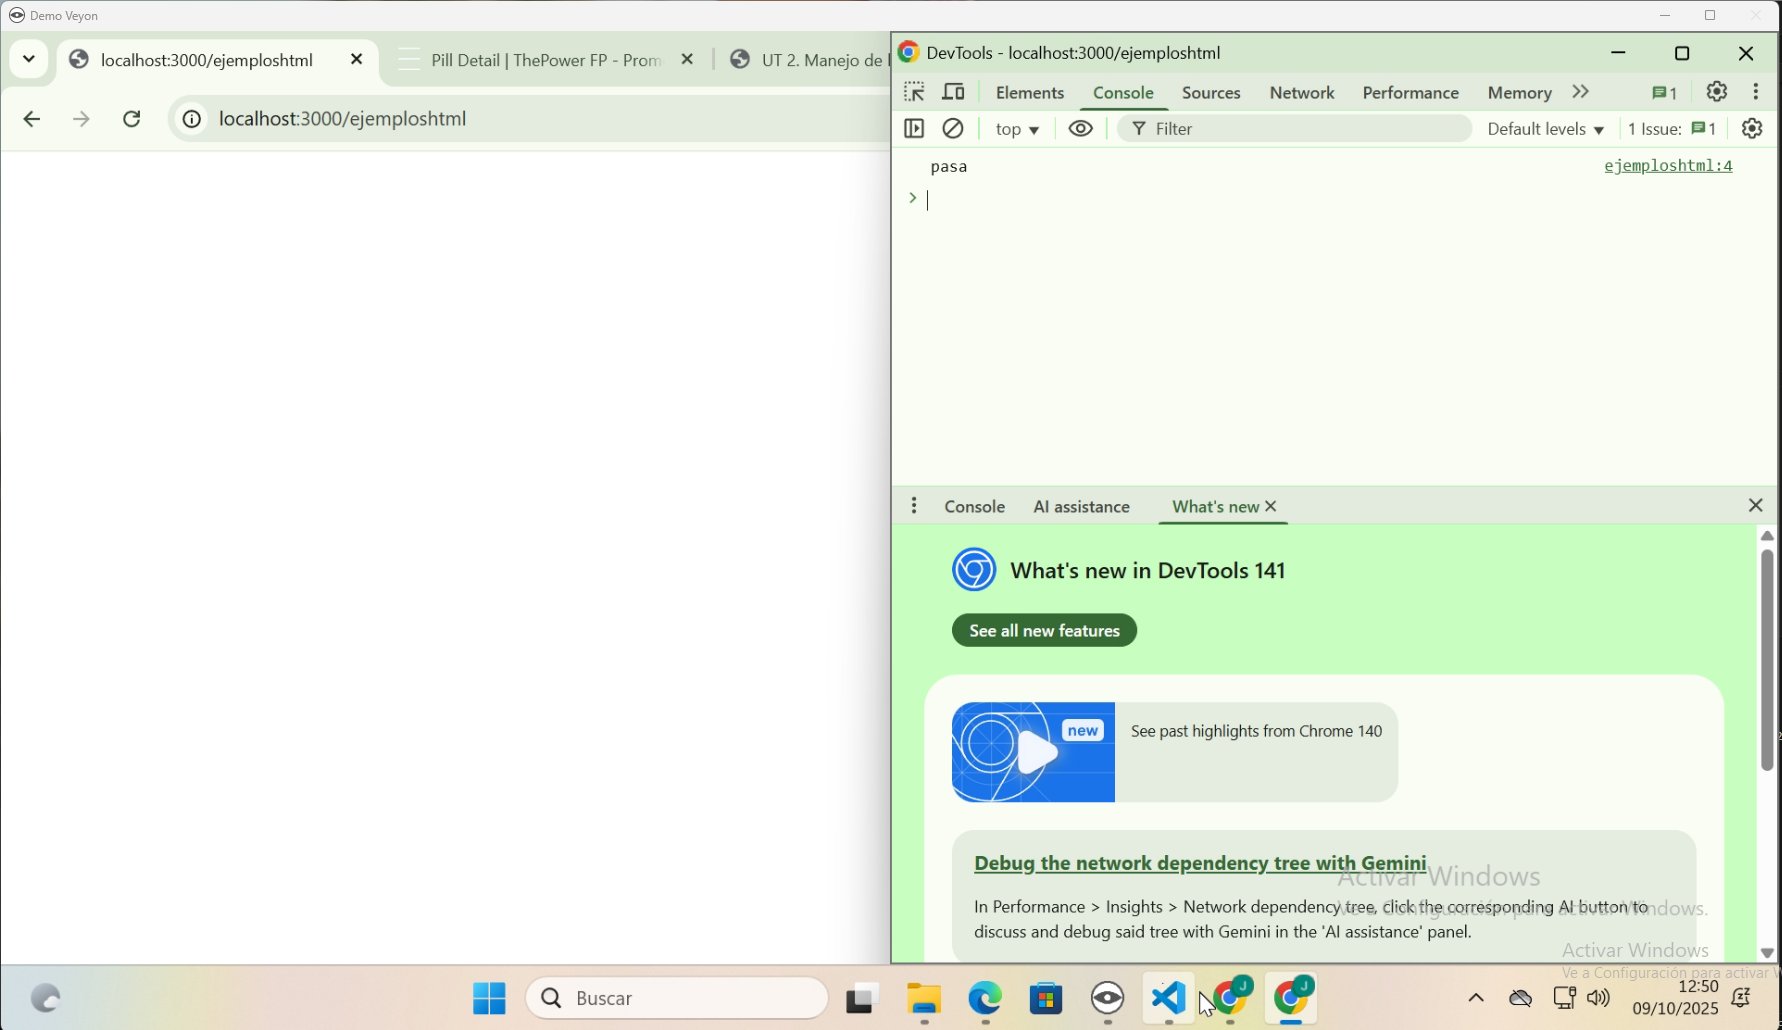 Demo Veyon
localhost:3000/ejemploshtml
Pill Detail | ThePower FP - Prom
UT 2. Manejo de l
localhost:3000/ejemploshtml
DevTools - localhost:3000/ejemploshtml
Elements Console Sources Network Performance Memory 1
top Filter Default levels 1 Issue: 1
pasa ejemploshtml:4
Console AI assistance What's new
What's new in DevTools 141
See all new features
new
See past highlights from Chrome 140
Debug the network dependency tree with Gemini
In Performance > Insights > Network dependency tree, click the corresponding AI button to
discuss and debug said tree with Gemini in the 'AI assistance' panel.
Activar Windows
Ve a Configuración para activar Windows.
Activar Windows
Ve a Configuración para activar W
Buscar
J
J
12:50
09/10/2025